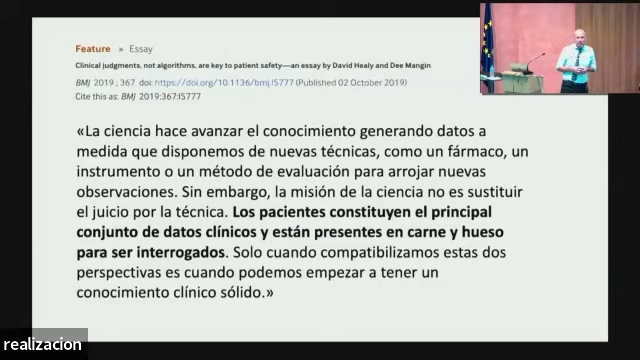 Feature » Essay
Clinical judgments, not algorithms, are key to patient safety—an essay by David Healy and Dee Mangin
BMJ 2019 ; 367 doi: https://doi.org/10.1136/bmj.l5777 (Published 02 October 2019)
Cite this as: BMJ 2019;367:l5777
«La ciencia hace avanzar el conocimiento generando datos a
medida que disponemos de nuevas técnicas, como un fármaco, un
instrumento o un método de evaluación para arrojar nuevas
observaciones. Sin embargo, la misión de la ciencia no es sustituir
el juicio por la técnica. Los pacientes constituyen el principal
conjunto de datos clínicos y están presentes en carne y hueso
para ser interrogados. Solo cuando compatibilizamos estas dos
perspectivas es cuando podemos empezar a tener un
conocimiento clínico sólido.»
realizacion